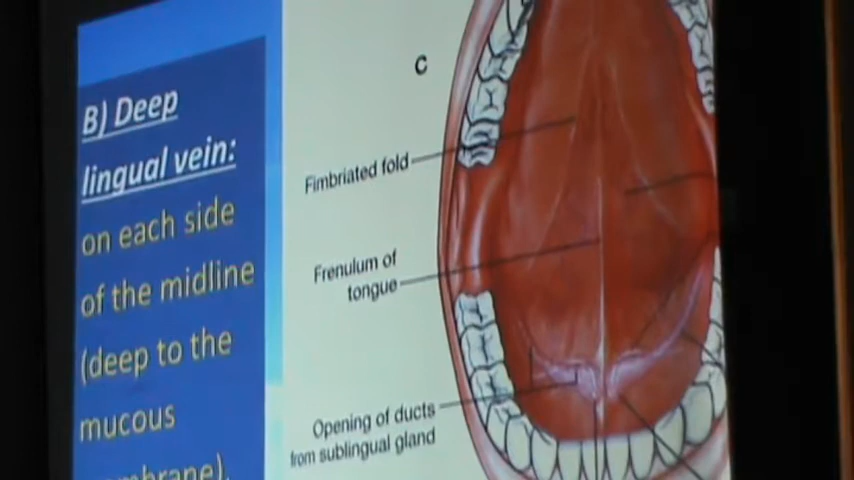 B) Deep
lingual vein:
on each side
of the midline
(deep to the
mucous
C
Fimbriated fold
Frenulum of
tongue
Opening of ducts
from sublingual gland